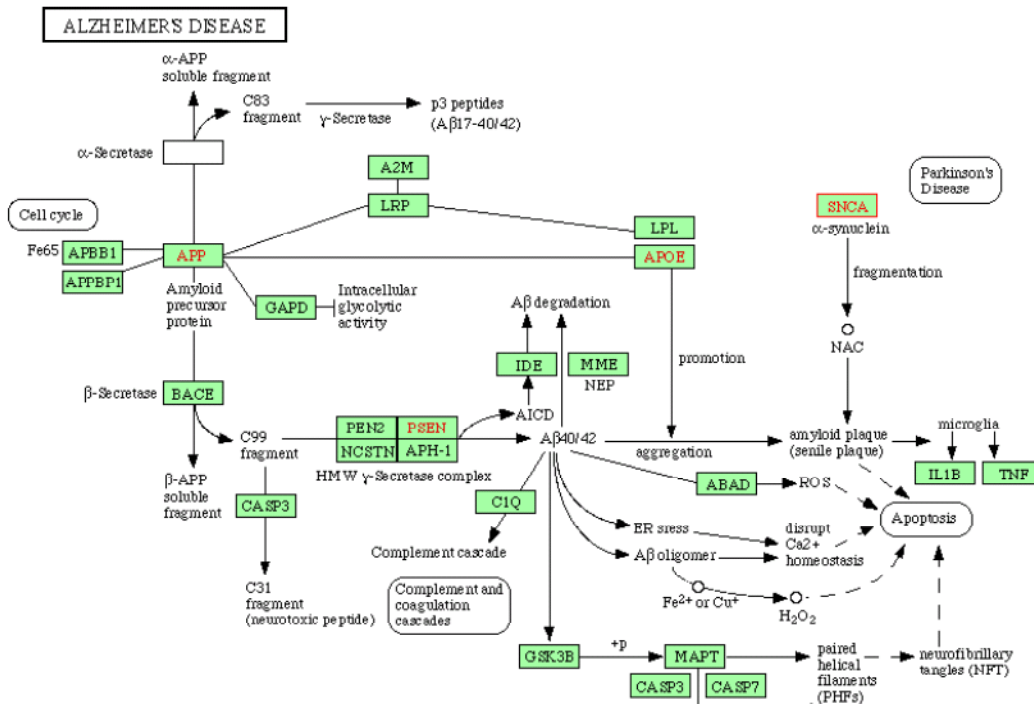 ALZHEIMER'S DISEASE
α-APP
soluble fragment
C83
fragment
γ-Secretase
p3 peptides
(Aβ17-40/42)
α-Secretase
A2M
Parkinson's
Disease
Cell cycle
LRP
SNCA
α-synuclein
LPL
Fe65
APBB1
APP
APOE
APPBP1
Amyloid
precursor
protein
GAPD
Intracellular
glycolytic
activity
fragmentation
Aβ degradation
NAC
IDE
MME
NEP
promotion
β-Secretase
BACE
AICD
C99
fragment
PEN2
PSEN
NCSTN
APH-1
HMW γ-Secretase complex
Aβ40/42
aggregation
amyloid plaque
(senile plaque)
microglia
IL1B
TNF
β-APP
soluble
fragment
CASP3
C1Q
ABAD
ROS
Apoptosis
Complement cascade
ER sress
disrupt
Ca2+
homeostasis
Aβ oligomer
C31
fragment
(neurotoxic peptide)
Complement and
coagulation
cascades
Fe2+ or Cu+
H2O2
GSK3B
+p
MAPT
paired
helical
filaments
(PHFs)
neurofibrillary
tangles (NFT)
CASP3
CASP7